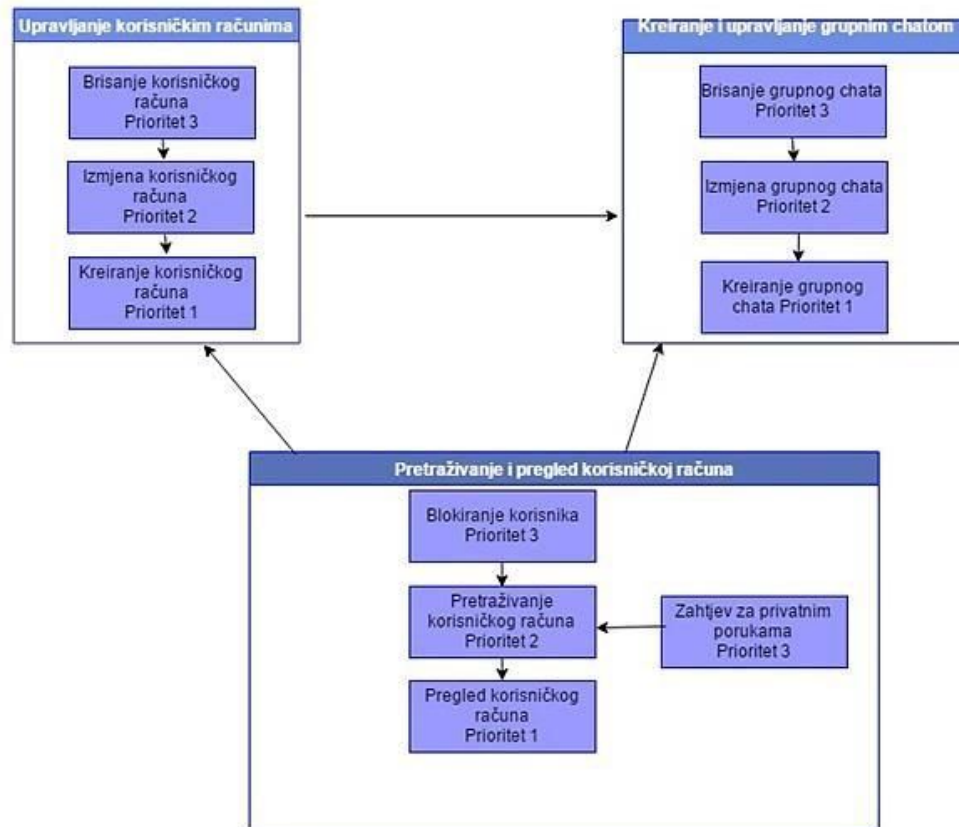 Upravljanje korisničkim računima
Brisanje korisničkog
računa
Prioritet 3
Izmjena korisničkog
računa
Prioritet 2
Kreiranje korisničkog
računa
Prioritet 1
Kreiranje i upravljanje grupnim chatom
Brisanje grupnog chata
Prioritet 3
Izmjena grupnog chata
Prioritet 2
Kreiranje grupnog
chata Prioritet 1
Pretraživanje i pregled korisničkoj računa
Blokiranje korisnika
Prioritet 3
Pretraživanje
korisničkog računa
Prioritet 2
Zahtjev za privatnim
porukama
Prioritet 3
Pregled korisničkog
računa
Prioritet 1